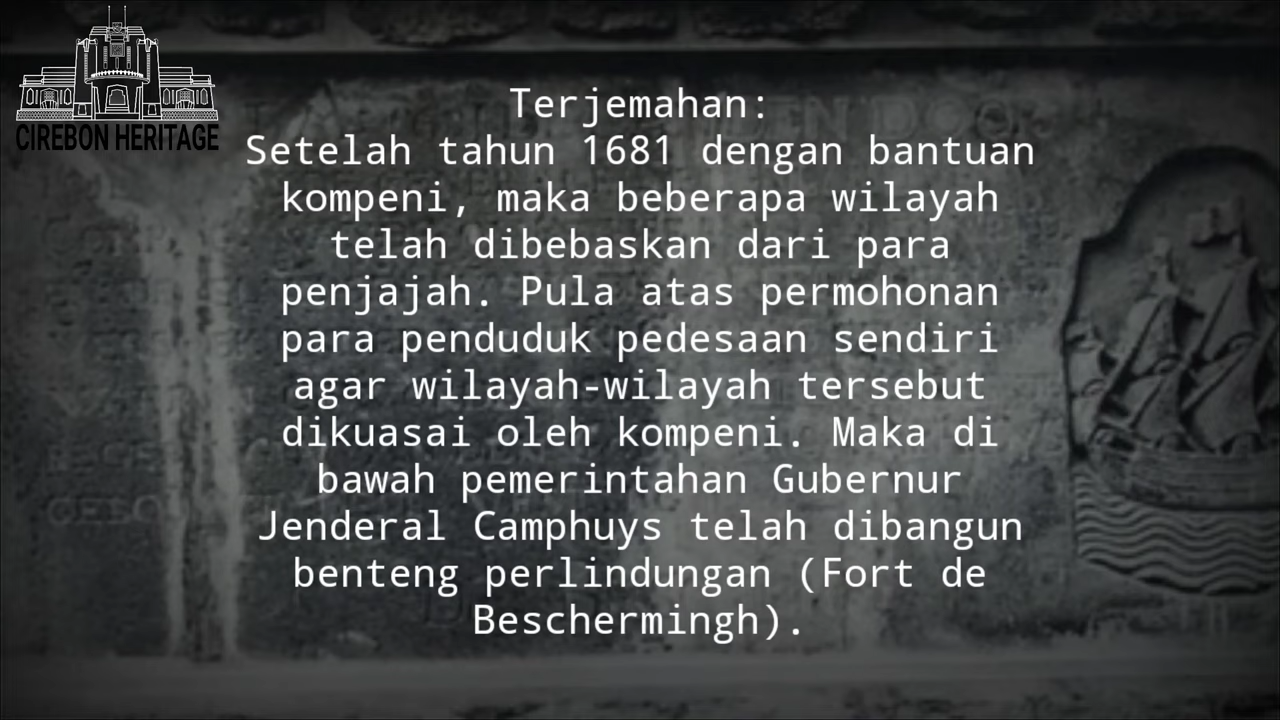 CIREBON HERITAGE
Terjemahan:
Setelah tahun 1681 dengan bantuan
kompeni, maka beberapa wilayah
telah dibebaskan dari para
penjajah. Pula atas permohonan
para penduduk pedesaan sendiri
agar wilayah-wilayah tersebut
dikuasai oleh kompeni. Maka di
bawah pemerintahan Gubernur
Jenderal Camphuys telah dibangun
benteng perlindungan (Fort de
Beschermingh).